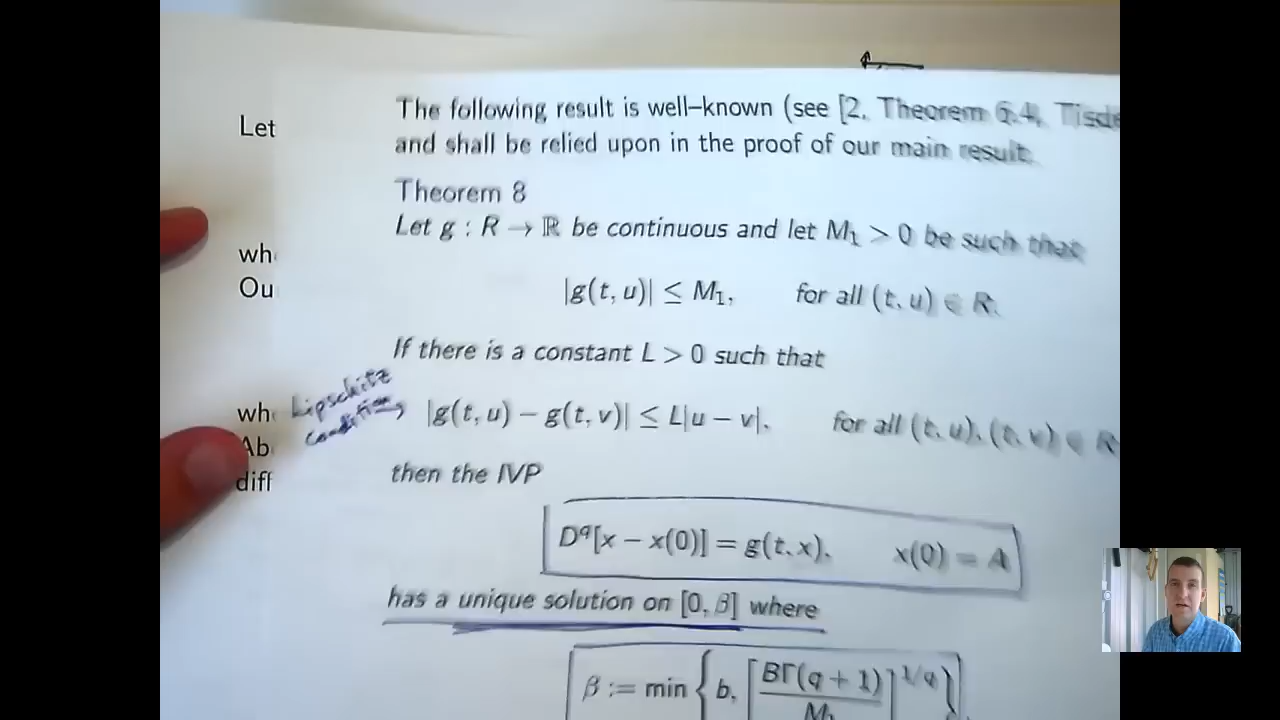 The following result is well–known (see [2, Theorem 6.4], Tisde
and shall be relied upon in the proof of our main result.
Let
Theorem 8
Let g : R → ℝ be continuous and let M₁ > 0 be such that
wh
Ou
|g(t, u)| ≤ M₁, for all (t, u) ∈ R.
If there is a constant L > 0 such that
Lipschitz
condition →
wh
|g(t, u) − g(t, v)| ≤ L|u − v|, for all (t, u), (t, v) ∈ R
Ab
then the IVP
diff
D^q[x − x(0)] = g(t, x), x(0) = A
has a unique solution on [0, β] where
β := min { b, [ BΓ(q + 1) / M₁ ]^{1/q} }